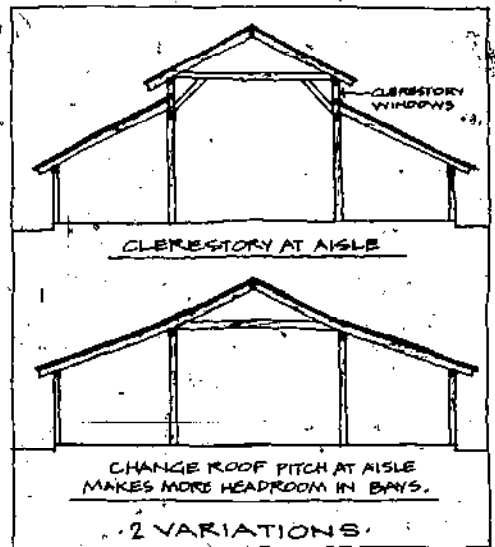 CLERESTORY
WINDOWS
CLERESTORY AT AISLE
CHANGE ROOF PITCH AT AISLE
MAKES MORE HEADROOM IN BAYS.
·2 VARIATIONS·